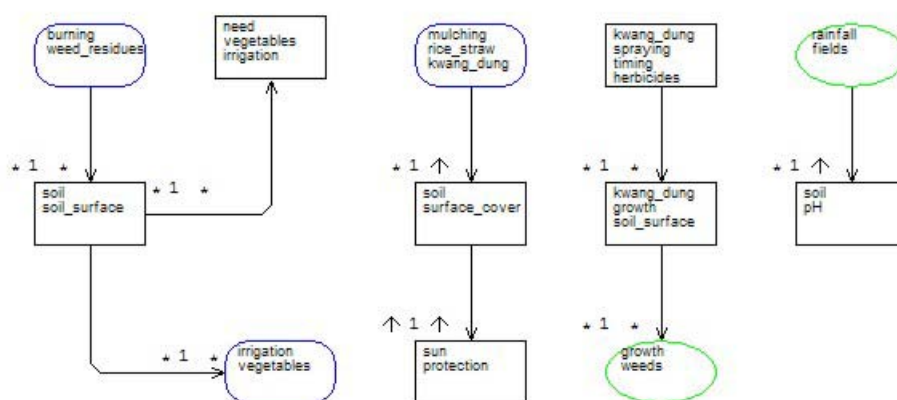 burning
weed_residues
need
vegetables
irrigation
mulching
rice_straw
kwang_dung
kwang_dung
spraying
timing
herbicides
rainfall
fields
* 1 *
* 1 *
* 1 ↑
* 1 *
* 1 ↑
soil
soil_surface
soil
surface_cover
kwang_dung
growth
soil_surface
soil
pH
* 1 *
↑ 1 ↑
* 1 *
irrigation
vegetables
sun
protection
growth
weeds